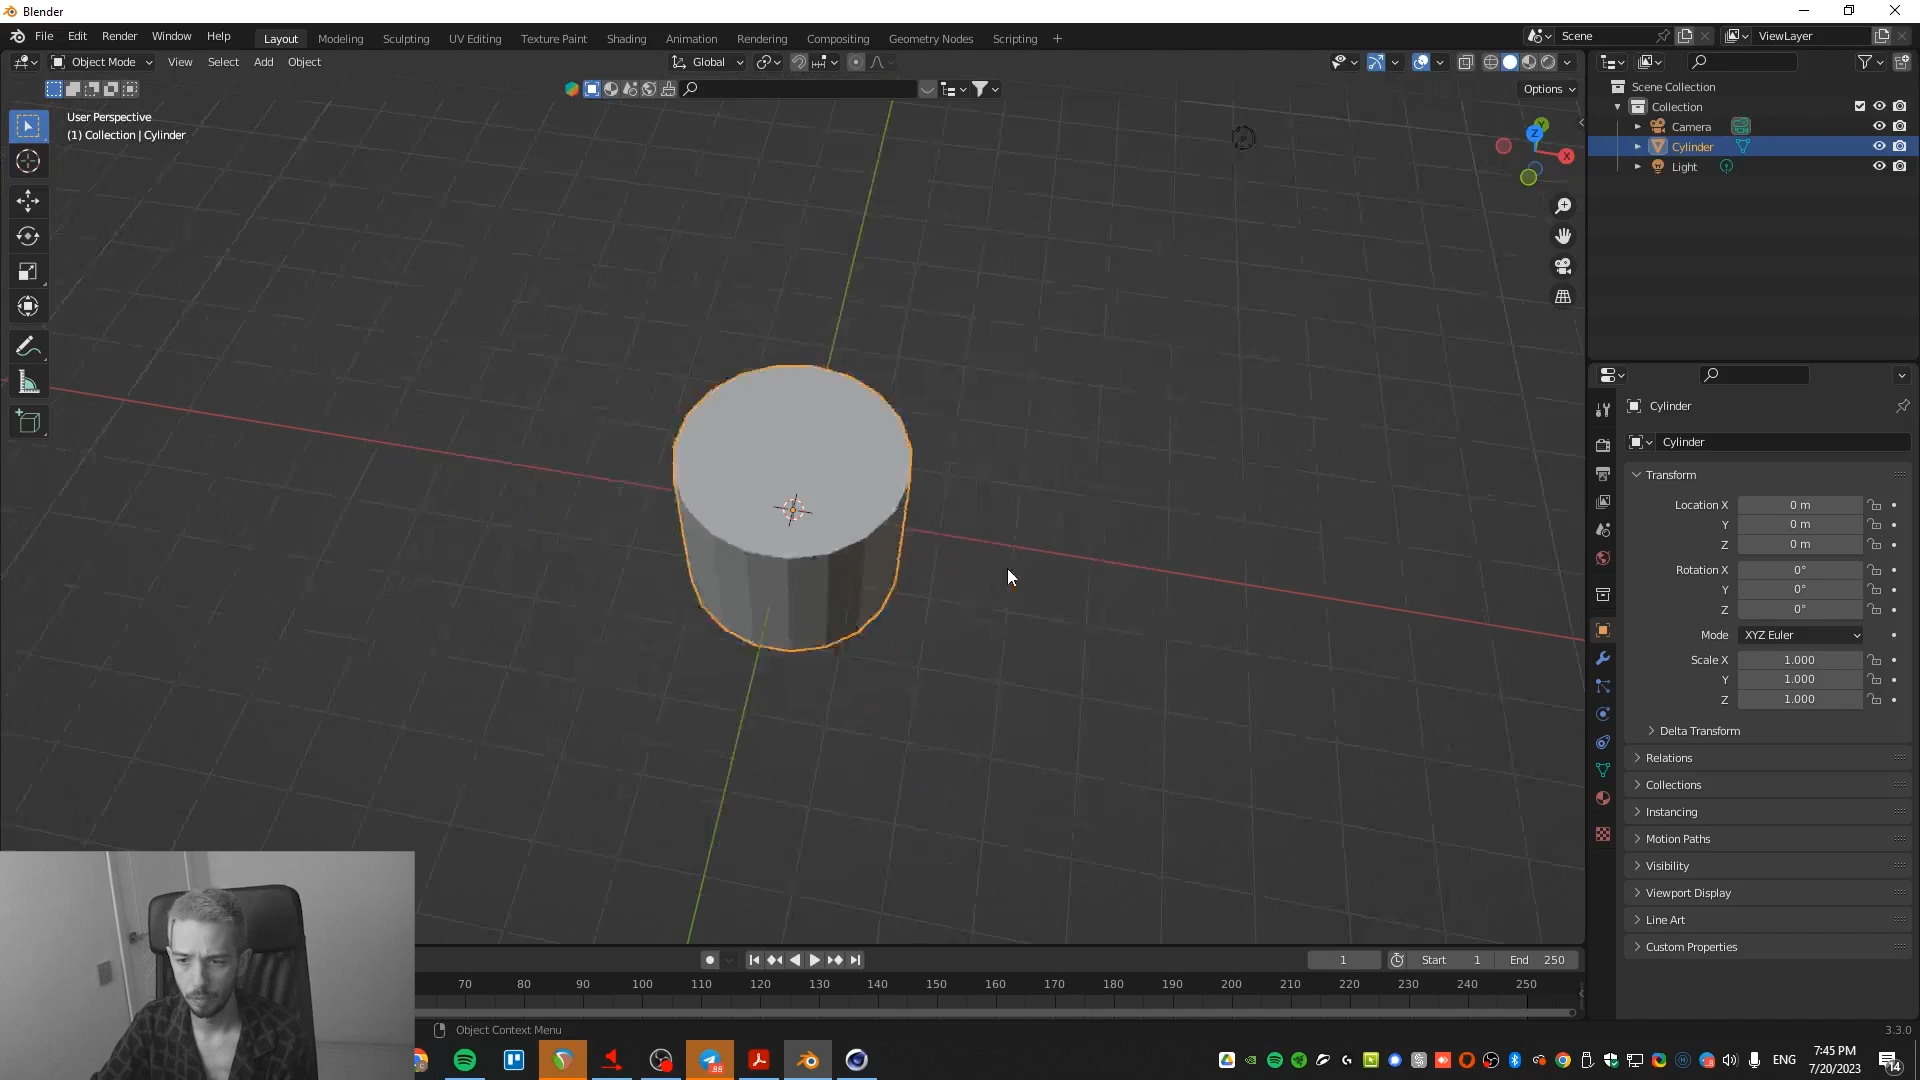 Blender
File Edit Render Window Help
Layout Modeling Sculpting UV Editing Texture Paint Shading Animation Rendering Compositing Geometry Nodes Scripting +
Scene
ViewLayer
Object Mode View Select Add Object
Global
Options
User Perspective
(1) Collection | Cylinder
Y
Z
X
Scene Collection
Collection
Camera
Cylinder
Light
Cylinder
Cylinder
Transform
Location X 0 m
Y 0 m
Z 0 m
Rotation X 0°
Y 0°
Z 0°
Mode XYZ Euler
Scale X 1.000
Y 1.000
Z 1.000
Delta Transform
Relations
Collections
Instancing
Motion Paths
Visibility
Viewport Display
Line Art
Custom Properties
1
Start 1
End 250
70 80 90 100 110 120 130 140 150 160 170 180 190 200 210 220 230 240 250
Object Context Menu
3.3.0
88
ENG
7:45 PM
7/20/2023
14